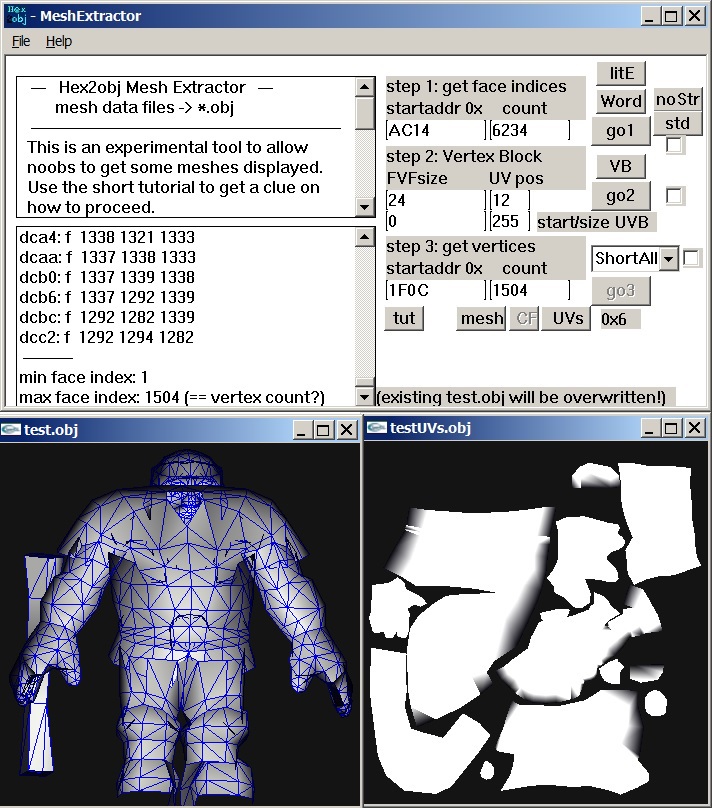 Hex obj - MeshExtractor
File Help
— Hex2obj Mesh Extractor —
mesh data files -> *.obj
This is an experimental tool to allow
noobs to get some meshes displayed.
Use the short tutorial to get a clue on
how to proceed.
dca4: f 1338 1321 1333
dcaa: f 1337 1338 1333
dcb0: f 1337 1339 1338
dcb6: f 1337 1292 1339
dcbc: f 1292 1282 1339
dcc2: f 1292 1294 1282
min face index: 1
max face index: 1504 (== vertex count?)
step 1: get face indices
startaddr 0x count
AC14 6234
litE
Word noStr
go1 std
step 2: Vertex Block
FVFsize UV pos
24 12
0 255 start/size UVB
VB
go2
step 3: get vertices
startaddr 0x count
1F0C 1504
ShortAll
go3
tut mesh CF UVs 0x6
(existing test.obj will be overwritten!)
test.obj
testUVs.obj